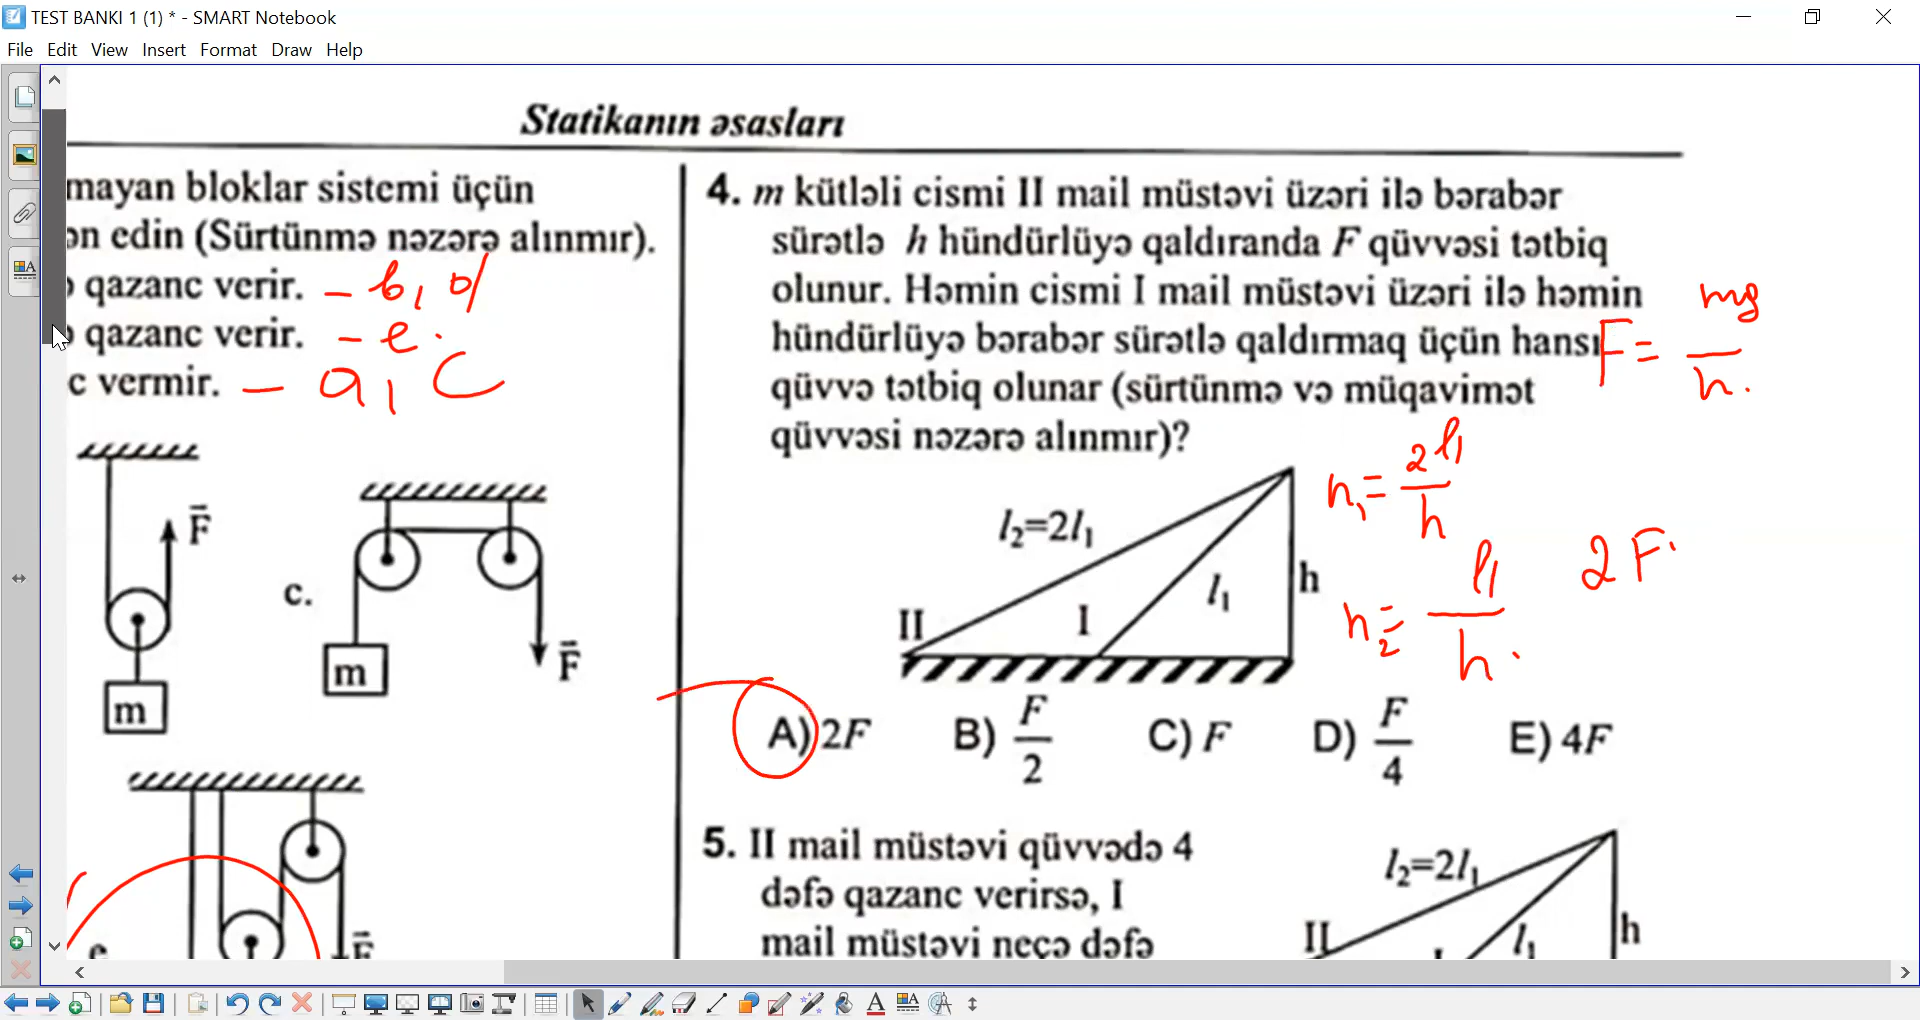 TEST BANKI 1 (1) * - SMART Notebook
File Edit View Insert Format Draw Help
Statikanın əsasları
mayan bloklar sistemi üçün
ən edin (Sürtünmə nəzərə alınmır).
ə qazanc verir. – b, d
ə qazanc verir. – e.
c vermir. – a, c
F
m
c.
m
F
e
F
4. m kütləli cismi II mail müstəvi üzəri ilə bərabər
sürətlə h hündürlüyə qaldıranda F qüvvəsi tətbiq
olunur. Həmin cismi I mail müstəvi üzəri ilə həmin
hündürlüyə bərabər sürətlə qaldırmaq üçün hansı
qüvvə tətbiq olunar (sürtünmə və müqavimət
qüvvəsi nəzərə alınmır)?
F = mg/n.
n₁ = 2l₁/h
n₂ = l₁/h.
2F.
l₂=2l₁
II
I
l₁
h
A) 2F B) F/2 C) F D) F/4 E) 4F
5. II mail müstəvi qüvvədə 4
dəfə qazanc verirsə, I
mail müstəvi neçə dəfə
l₂=2l₁
II
l₁
h